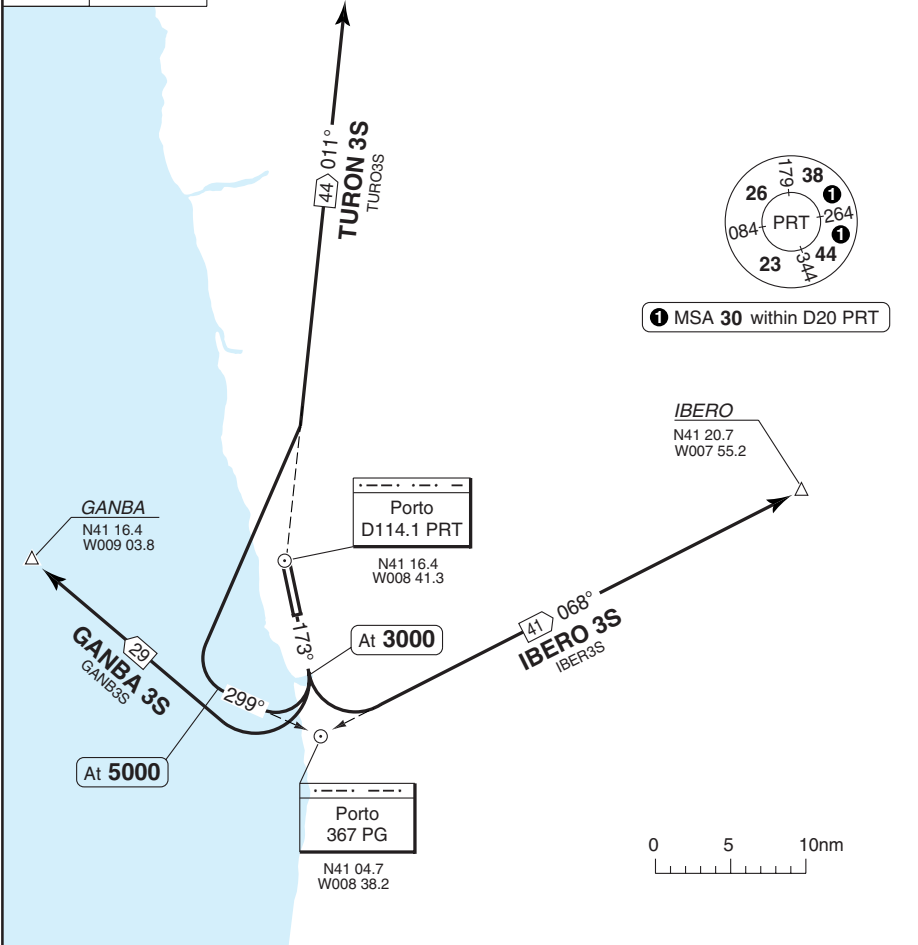 44 011°
TURON 3S
TURO3S
179
38
26
1
264
PRT
084
1
44
23
344
1 MSA 30 within D20 PRT
IBERO
N41 20.7
W007 55.2
GANBA
N41 16.4
W009 03.8
Porto
D114.1 PRT
N41 16.4
W008 41.3
173°
At 3000
41 068°
IBERO 3S
IBER3S
29
GANBA 3S
GANB3S
299°
At 5000
Porto
367 PG
N41 04.7
W008 38.2
0 5 10nm